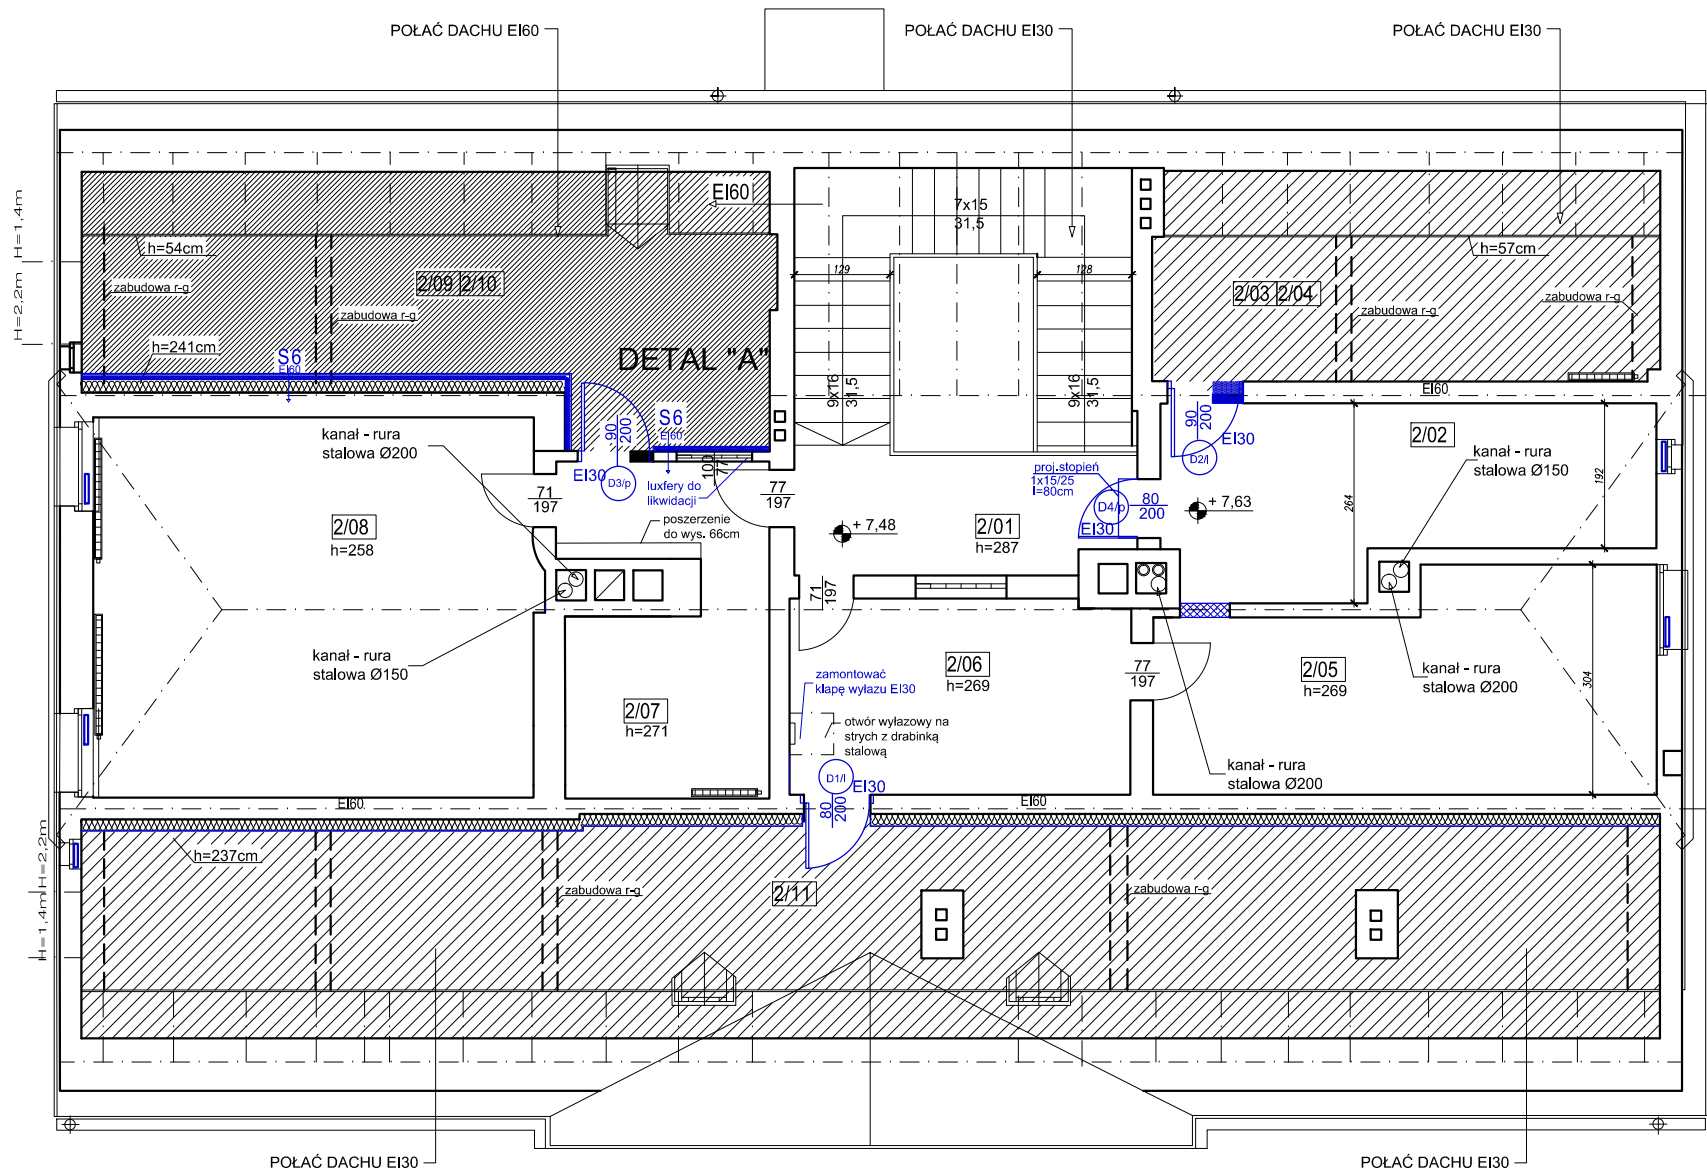 POŁAĆ DACHU EI60
POŁAĆ DACHU EI30
POŁAĆ DACHU EI30
H=2,2m H=1,4m
EI60
7x15
31,5
h=54cm
h=57cm
129
128
zabudowa r-g
2/09 2/10
2/03 2/04
zabudowa r-g
zabudowa r-g
zabudowa r-g
h=241cm
S6
EI60
DETAL "A"
9x16
31,5
9x16
31,5
EI60
90
200
S6
EI60
90
200
EI30
D2/l
2/02
kanał - rura
stalowa Ø200
kanał - rura
stalowa Ø150
192
264
EI30
D3/p
100
77
luxfery do
likwidacji
71
197
77
197
proj.stopień
1x15/25
l=80cm
D4/p
80
200
EI30
+ 7,63
2/08
h=258
poszerzenie
do wys. 66cm
+ 7,48
2/01
h=287
71
197
kanał - rura
stalowa Ø150
zamontować
klapę wyłazu EI30
2/06
h=269
77
197
2/05
h=269
kanał - rura
stalowa Ø200
304
2/07
h=271
otwór wyłazowy na
strych z drabinką
stalową
kanał - rura
stalowa Ø200
D1/l
EI30
80
200
EI60
EI60
H=1,4m H=2,2m
h=237cm
zabudowa r-g
2/11
zabudowa r-g
POŁAĆ DACHU EI30
POŁAĆ DACHU EI30